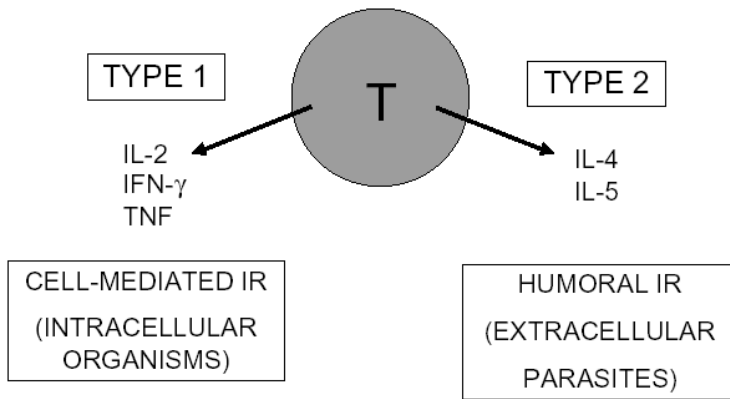 TYPE 1
T
TYPE 2
IL-2
IFN-γ
TNF
IL-4
IL-5
CELL-MEDIATED IR
(INTRACELLULAR
ORGANISMS)
HUMORAL IR
(EXTRACELLULAR
PARASITES)